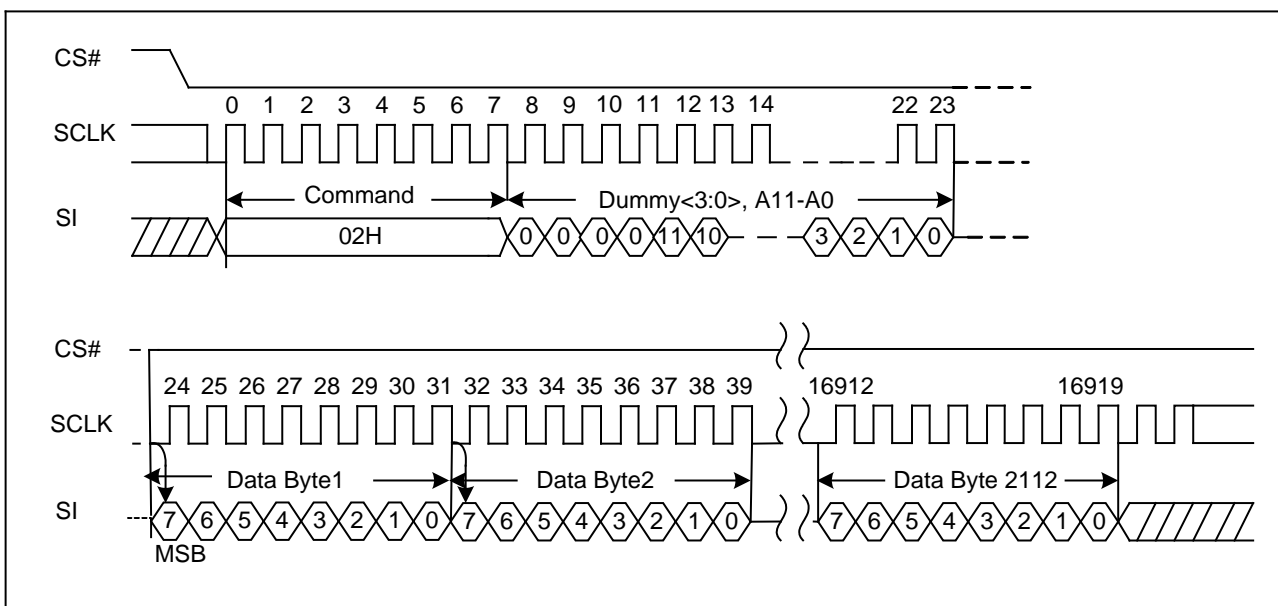 CS#
0 1 2 3 4 5 6 7 8 9 10 11 12 13 14 22 23
SCLK
Command Dummy<3:0>, A11-A0
SI
02H 0 0 0 0 11 10 3 2 1 0
CS#
24 25 26 27 28 29 30 31 32 33 34 35 36 37 38 39 16912 16919
SCLK
Data Byte1 Data Byte2 Data Byte 2112
SI
7 6 5 4 3 2 1 0 7 6 5 4 3 2 1 0 7 6 5 4 3 2 1 0
MSB